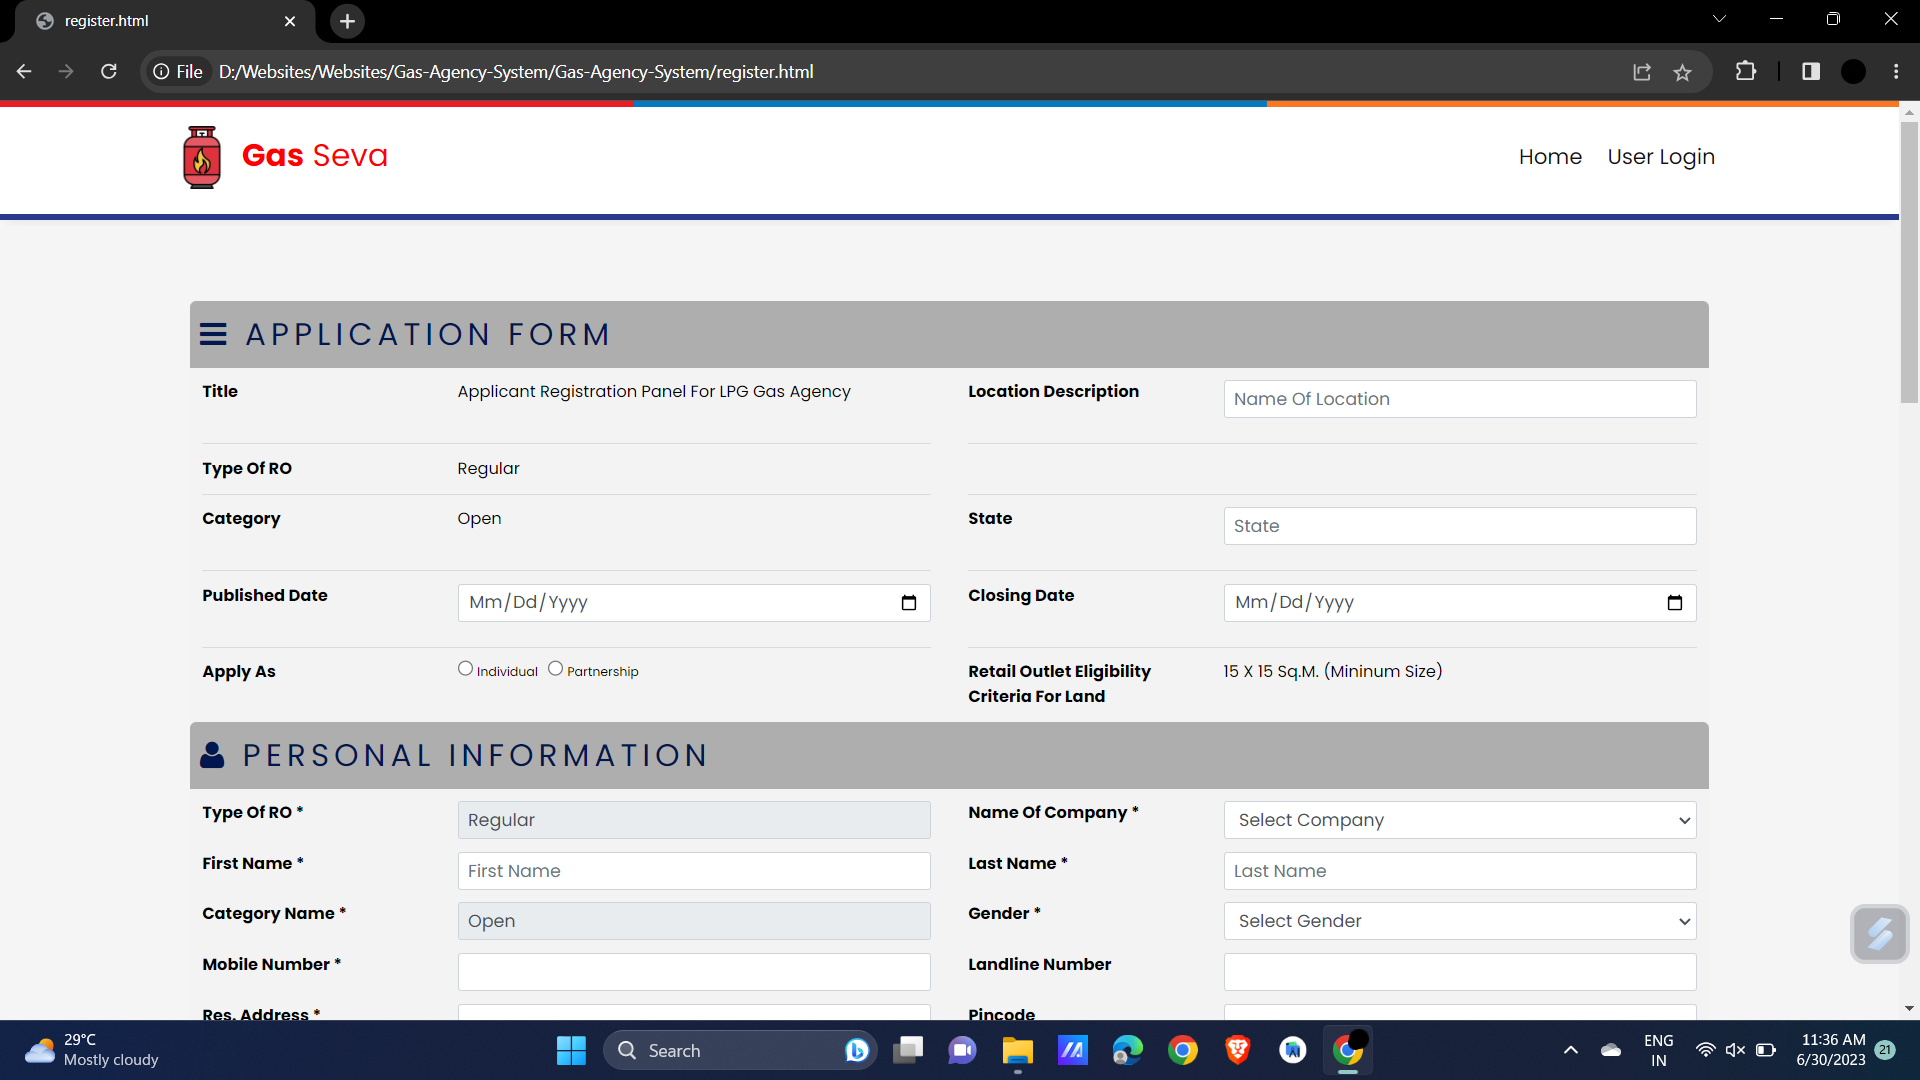 register.html
File D:/Websites/Websites/Gas-Agency-System/Gas-Agency-System/register.html
Gas Seva
Home User Login
APPLICATION FORM
Title Applicant Registration Panel For LPG Gas Agency Location Description Name Of Location
Type Of RO Regular
Category Open State State
Published Date Mm/Dd/Yyyy Closing Date Mm/Dd/Yyyy
Apply As Individual Partnership Retail Outlet Eligibility Criteria For Land 15 X 15 Sq.M. (Mininum Size)
PERSONAL INFORMATION
Type Of RO * Regular Name Of Company * Select Company
First Name * First Name Last Name * Last Name
Category Name * Open Gender * Select Gender
Mobile Number * Landline Number
Res. Address * Pincode
29°C
Mostly cloudy
Search
ENG
IN
11:36 AM
6/30/2023
21